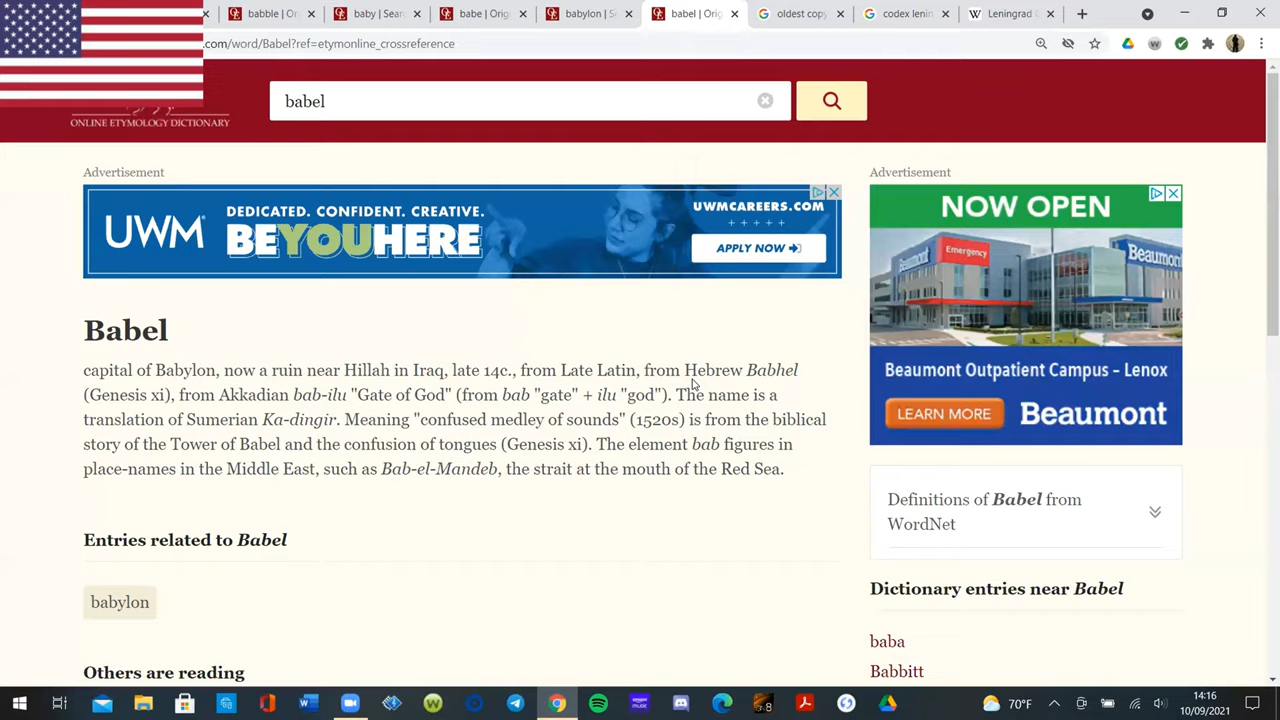 babble | On
baby | Sear
babe | Orig
babylon | S
babel | Orig
oldest copy
codex lenin
Leningrad C
.com/word/Babel?ref=etymonline_crossreference
ONLINE ETYMOLOGY DICTIONARY
babel
Advertisement
UWM
DEDICATED. CONFIDENT. CREATIVE.
BEYOUHERE
UWMCAREERS.COM
APPLY NOW
Advertisement
NOW OPEN
Emergency
Beaumont
Beaumont
Beaumont Outpatient Campus - Lenox
LEARN MORE
Beaumont
Babel
capital of Babylon, now a ruin near Hillah in Iraq, late 14c., from Late Latin, from Hebrew Babhel
(Genesis xi), from Akkadian bab-ilu "Gate of God" (from bab "gate" + ilu "god"). The name is a
translation of Sumerian Ka-dingir. Meaning "confused medley of sounds" (1520s) is from the biblical
story of the Tower of Babel and the confusion of tongues (Genesis xi). The element bab figures in
place-names in the Middle East, such as Bab-el-Mandeb, the strait at the mouth of the Red Sea.
Entries related to Babel
babylon
Others are reading
Definitions of Babel from
WordNet
Dictionary entries near Babel
baba
Babbitt
70°F
14:16
10/09/2021